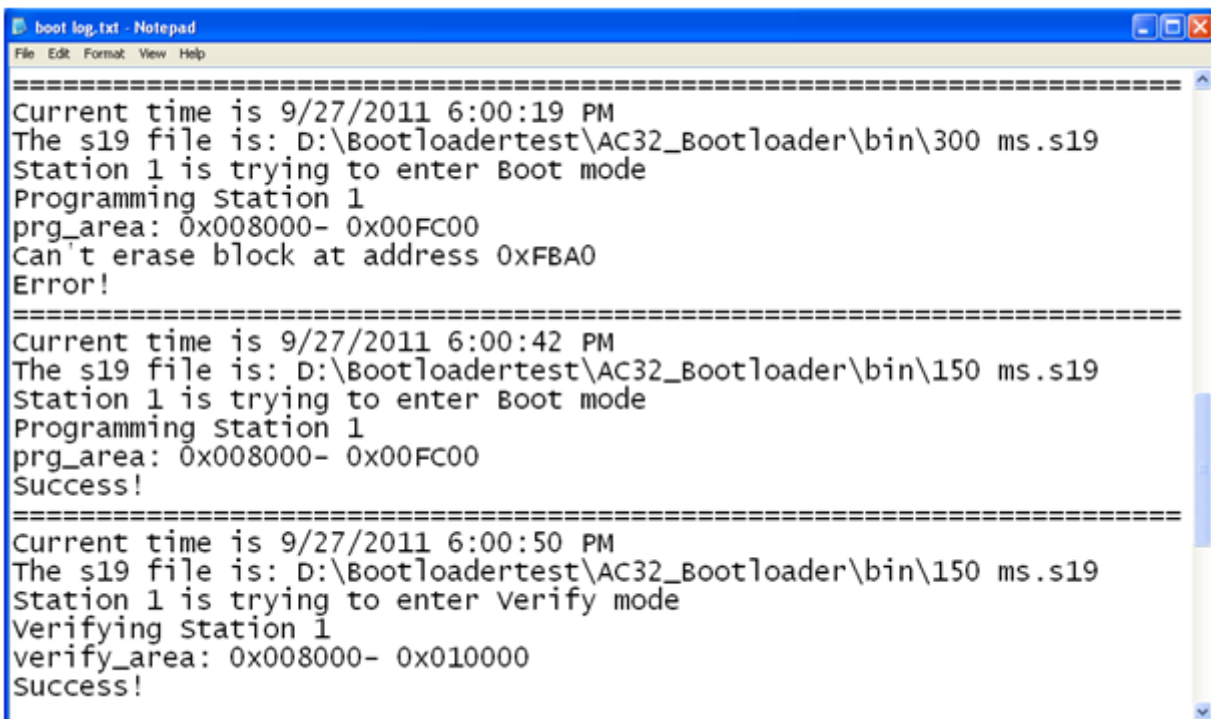 boot log.txt - Notepad
File Edit Format View Help
======================================================================
Current time is 9/27/2011 6:00:19 PM
The s19 file is: D:\Bootloadertest\AC32_Bootloader\bin\300 ms.s19
Station 1 is trying to enter Boot mode
Programming Station 1
prg_area: 0x008000- 0x00FC00
Can't erase block at address 0xFBA0
Error!
======================================================================
Current time is 9/27/2011 6:00:42 PM
The s19 file is: D:\Bootloadertest\AC32_Bootloader\bin\150 ms.s19
Station 1 is trying to enter Boot mode
Programming Station 1
prg_area: 0x008000- 0x00FC00
Success!
======================================================================
Current time is 9/27/2011 6:00:50 PM
The s19 file is: D:\Bootloadertest\AC32_Bootloader\bin\150 ms.s19
Station 1 is trying to enter Verify mode
Verifying Station 1
verify_area: 0x008000- 0x010000
Success!